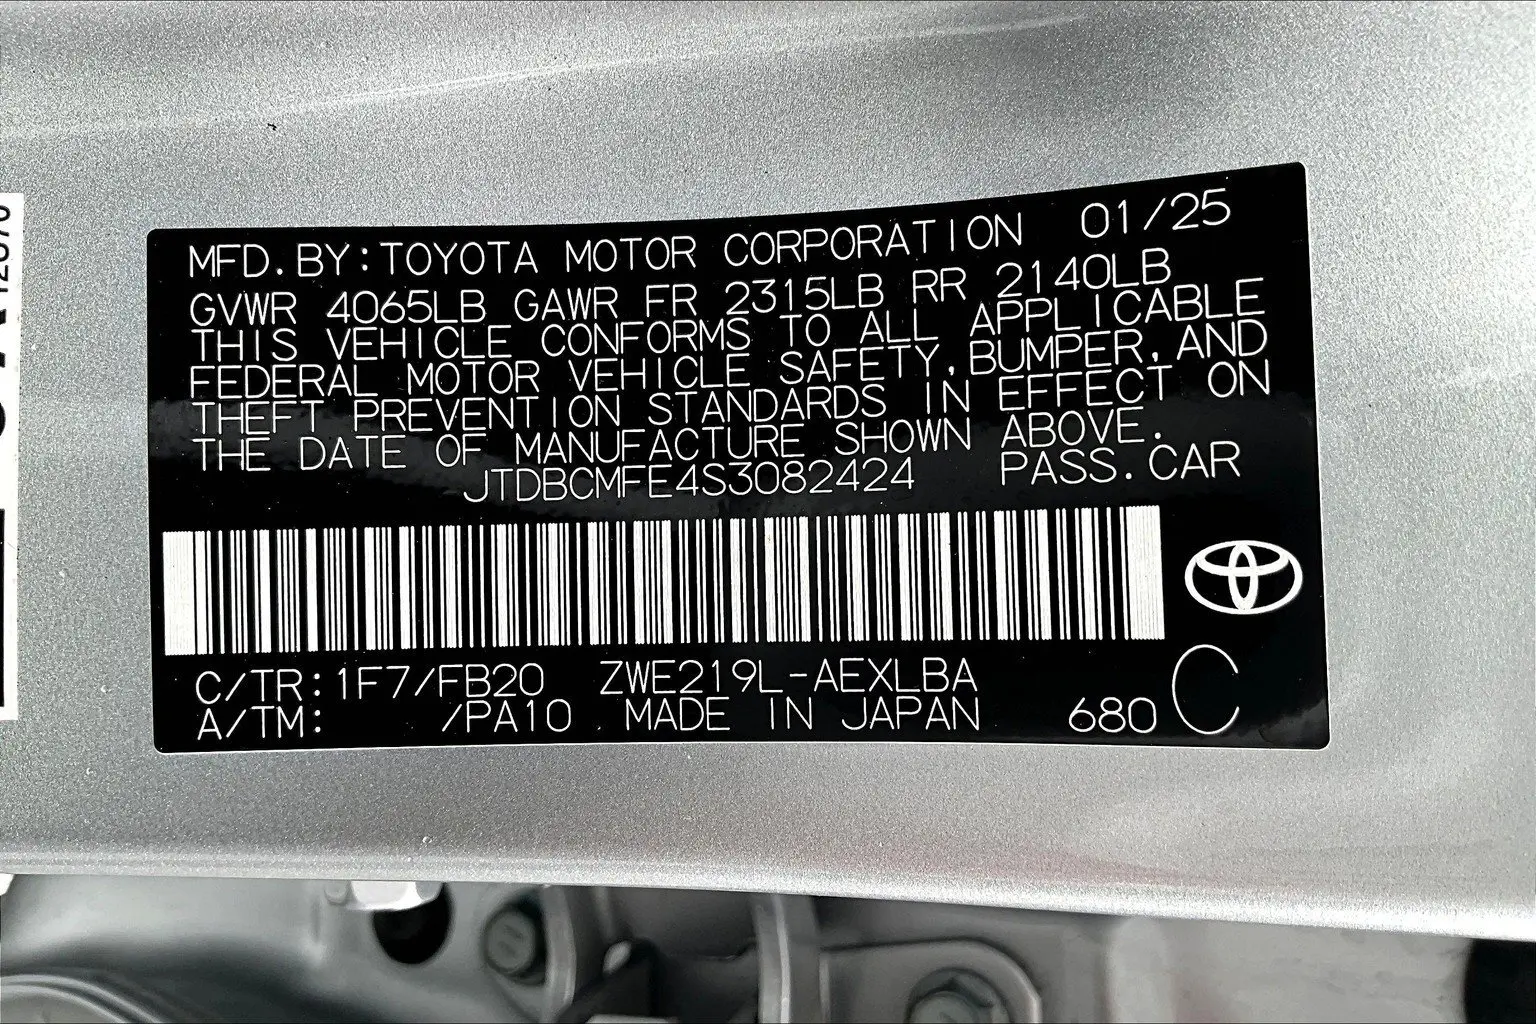 MFD.BY:TOYOTA MOTOR CORPORATION 01/25
GVWR 4065LB GAWR FR 2315LB RR 2140LB
THIS VEHICLE CONFORMS TO ALL APPLICABLE
FEDERAL MOTOR VEHICLE SAFETY,BUMPER,AND
THEFT PREVENTION STANDARDS IN EFFECT ON
THE DATE OF MANUFACTURE SHOWN ABOVE.
JTDBCMFE4S3082424 PASS.CAR
C/TR:1F7/FB20 ZWE219L-AEXLBA
A/TM: /PA10 MADE IN JAPAN 680 C